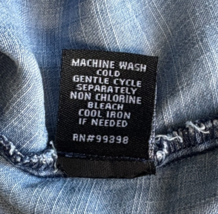 MACHINE WASH
COLD
GENTLE CYCLE
SEPARATELY
NON CHLORINE
BLEACH
COOL IRON
IF NEEDED
RN#99398